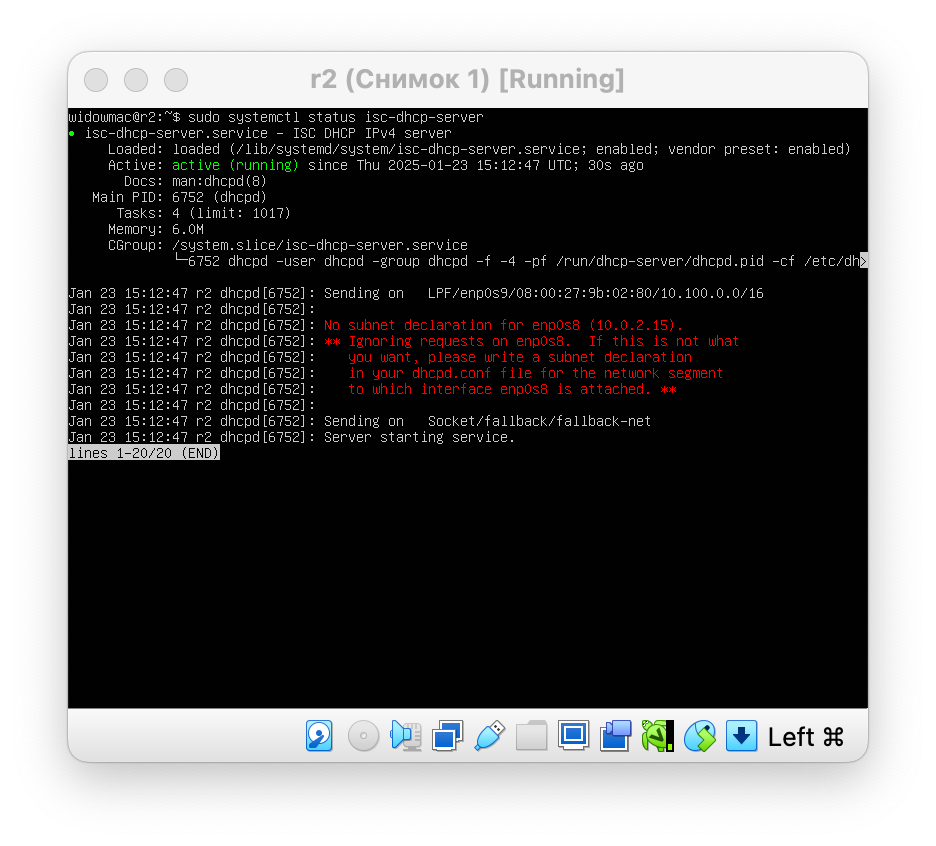 r2 (Снимок 1) [Running]
widowmac@r2:~$ sudo systemctl status isc-dhcp-server
● isc-dhcp-server.service - ISC DHCP IPv4 server
     Loaded: loaded (/lib/systemd/system/isc-dhcp-server.service; enabled; vendor preset: enabled)
     Active: active (running) since Thu 2025-01-23 15:12:47 UTC; 30s ago
       Docs: man:dhcpd(8)
   Main PID: 6752 (dhcpd)
      Tasks: 4 (limit: 1017)
     Memory: 6.0M
     CGroup: /system.slice/isc-dhcp-server.service
             └─6752 dhcpd -user dhcpd -group dhcpd -f -4 -pf /run/dhcp-server/dhcpd.pid -cf /etc/dh>
Jan 23 15:12:47 r2 dhcpd[6752]: Sending on   LPF/enp0s9/08:00:27:9b:02:80/10.100.0.0/16
Jan 23 15:12:47 r2 dhcpd[6752]:
Jan 23 15:12:47 r2 dhcpd[6752]: No subnet declaration for enp0s8 (10.0.2.15).
Jan 23 15:12:47 r2 dhcpd[6752]: ** Ignoring requests on enp0s8.  If this is not what
Jan 23 15:12:47 r2 dhcpd[6752]:    you want, please write a subnet declaration
Jan 23 15:12:47 r2 dhcpd[6752]:    in your dhcpd.conf file for the network segment
Jan 23 15:12:47 r2 dhcpd[6752]:    to which interface enp0s8 is attached. **
Jan 23 15:12:47 r2 dhcpd[6752]:
Jan 23 15:12:47 r2 dhcpd[6752]: Sending on   Socket/fallback/fallback-net
Jan 23 15:12:47 r2 dhcpd[6752]: Server starting service.
lines 1-20/20 (END)
Left ⌘